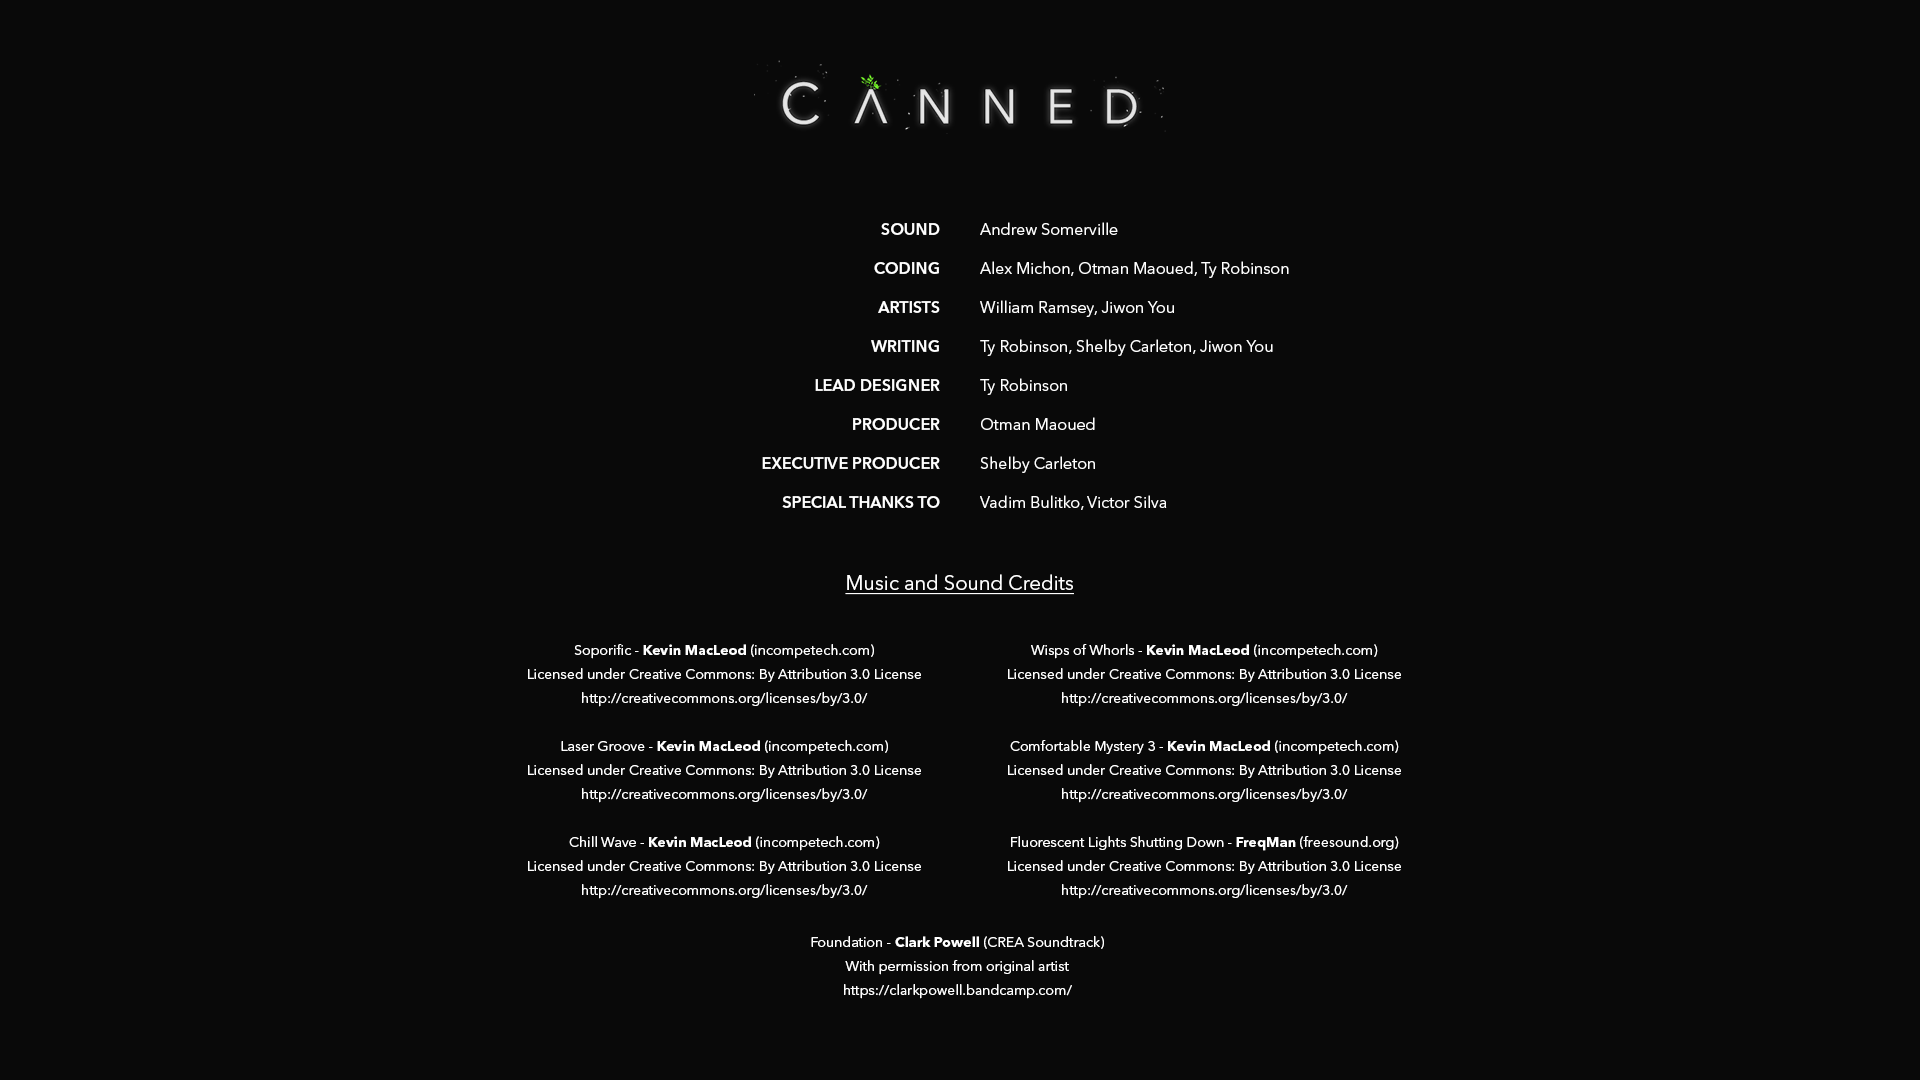 CANNED
SOUND Andrew Somerville
CODING Alex Michon, Otman Maoued, Ty Robinson
ARTISTS William Ramsey, Jiwon You
WRITING Ty Robinson, Shelby Carleton, Jiwon You
LEAD DESIGNER Ty Robinson
PRODUCER Otman Maoued
EXECUTIVE PRODUCER Shelby Carleton
SPECIAL THANKS TO Vadim Bulitko, Victor Silva
Music and Sound Credits
Soporific - Kevin MacLeod (incompetech.com)
Licensed under Creative Commons: By Attribution 3.0 License
http://creativecommons.org/licenses/by/3.0/
Wisps of Whorls - Kevin MacLeod (incompetech.com)
Licensed under Creative Commons: By Attribution 3.0 License
http://creativecommons.org/licenses/by/3.0/
Laser Groove - Kevin MacLeod (incompetech.com)
Licensed under Creative Commons: By Attribution 3.0 License
http://creativecommons.org/licenses/by/3.0/
Comfortable Mystery 3 - Kevin MacLeod (incompetech.com)
Licensed under Creative Commons: By Attribution 3.0 License
http://creativecommons.org/licenses/by/3.0/
Chill Wave - Kevin MacLeod (incompetech.com)
Licensed under Creative Commons: By Attribution 3.0 License
http://creativecommons.org/licenses/by/3.0/
Fluorescent Lights Shutting Down - FreqMan (freesound.org)
Licensed under Creative Commons: By Attribution 3.0 License
http://creativecommons.org/licenses/by/3.0/
Foundation - Clark Powell (CREA Soundtrack)
With permission from original artist
https://clarkpowell.bandcamp.com/